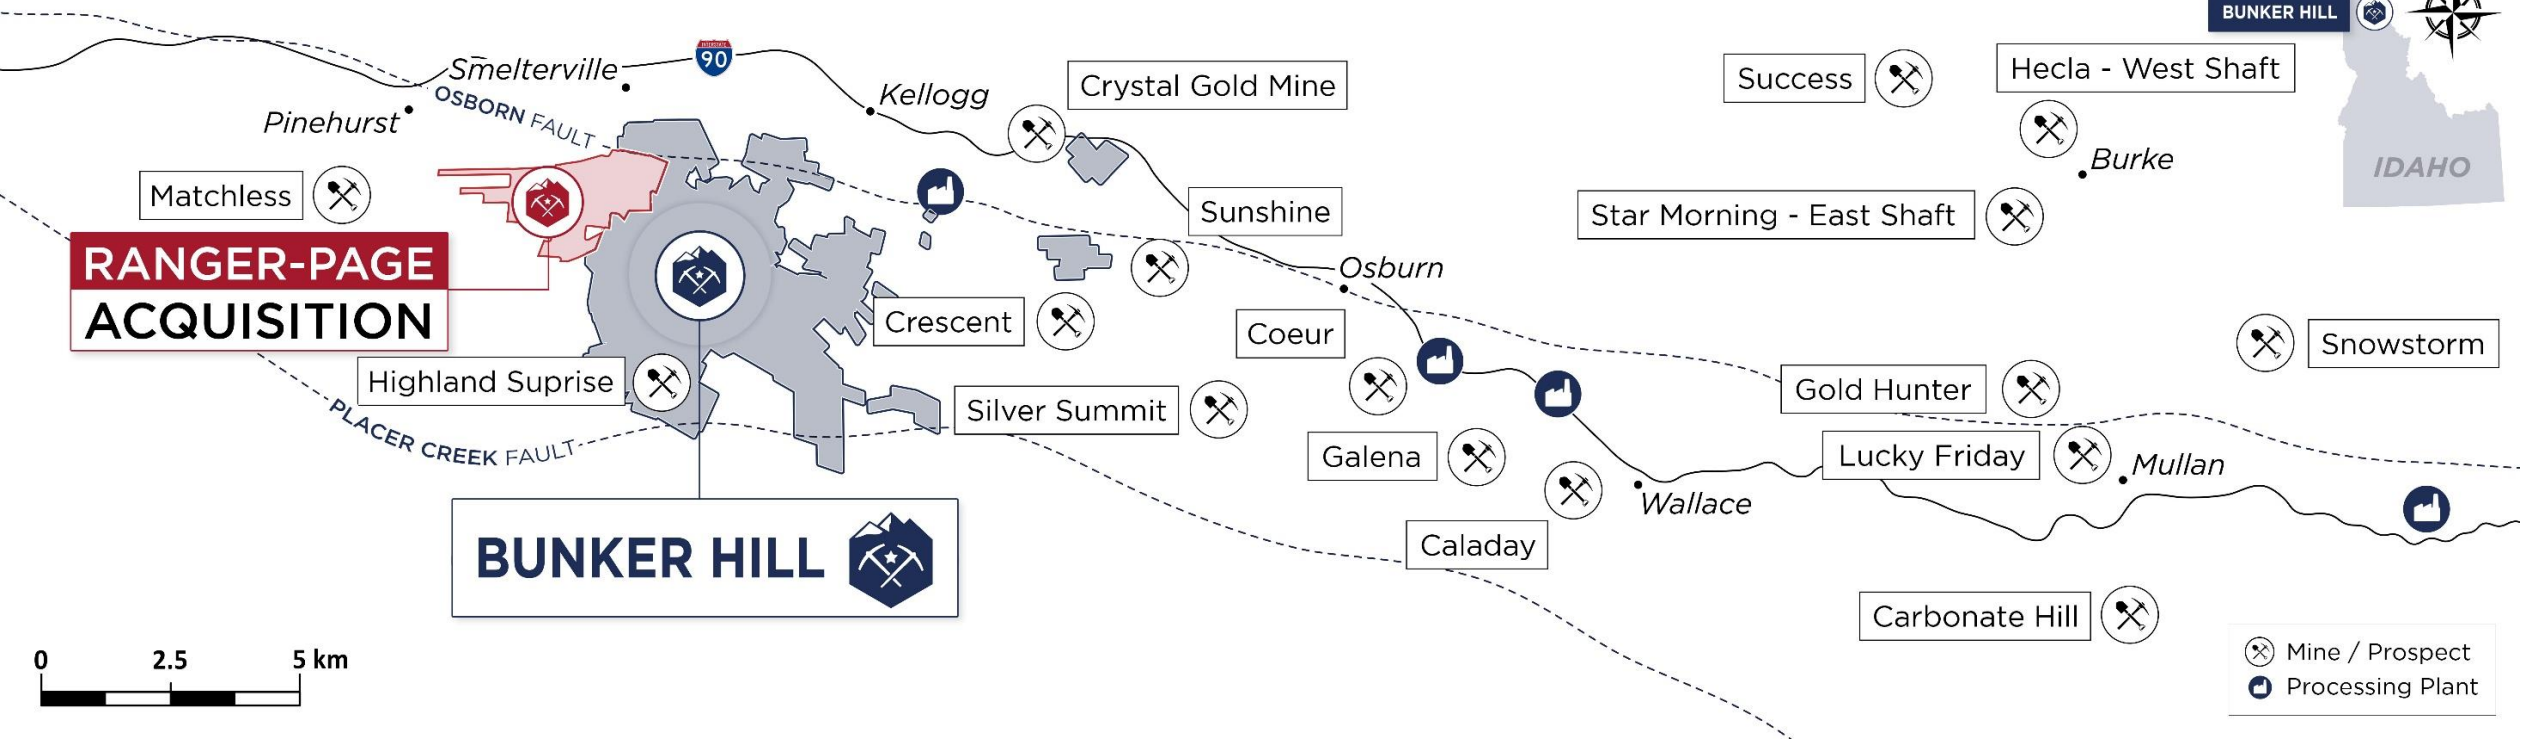 BUNKER HILL
INTERSTATE
90
Smelterville
Pinehurst
OSBORN FAULT
Kellogg
Crystal Gold Mine
Success
Hecla - West Shaft
Burke
IDAHO
Matchless
Sunshine
Star Morning - East Shaft
RANGER-PAGE
ACQUISITION
Osburn
Crescent
Coeur
Snowstorm
Highland Suprise
Gold Hunter
Silver Summit
PLACER CREEK FAULT
Galena
Lucky Friday
Mullan
Wallace
BUNKER HILL
Caladay
Carbonate Hill
0 2.5 5 km
Mine / Prospect
Processing Plant